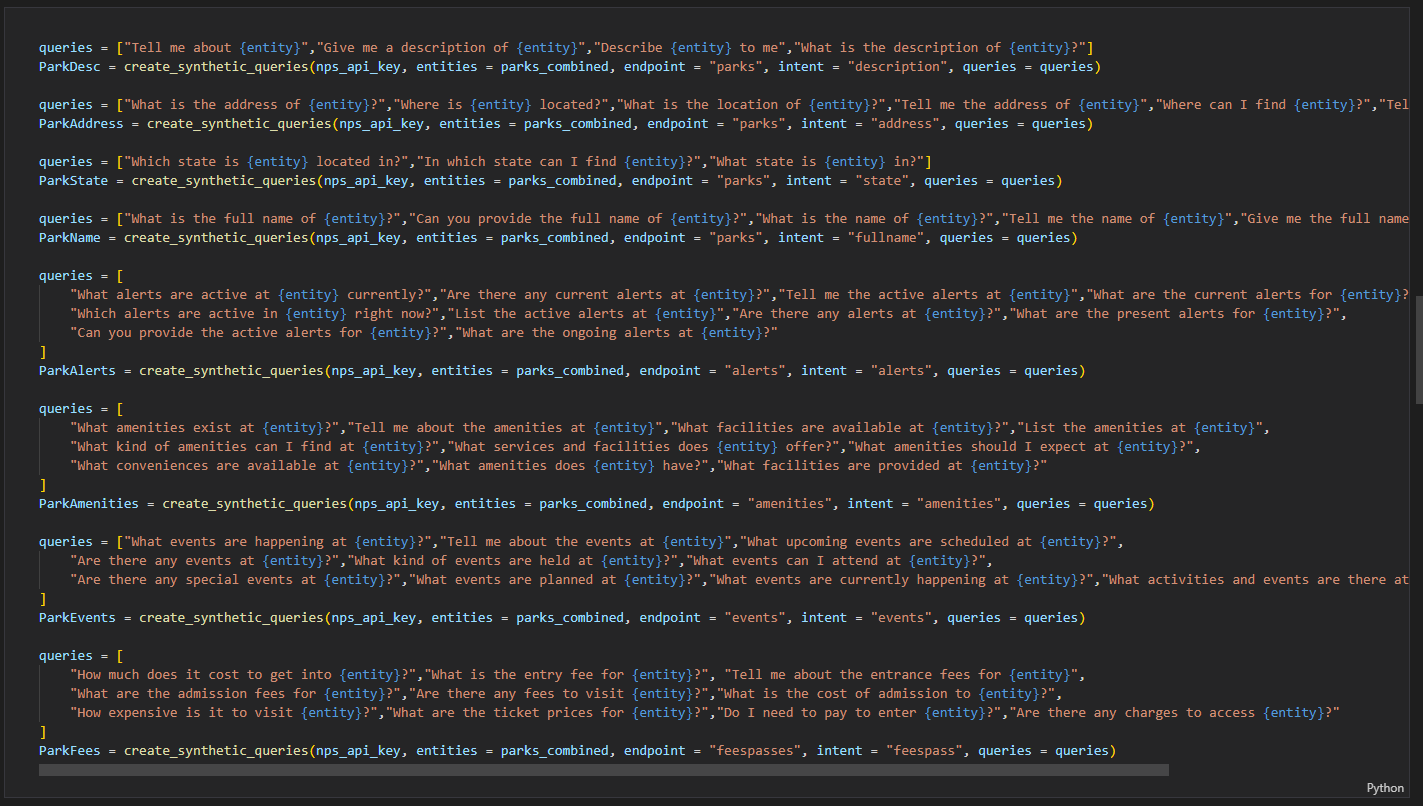 queries = ["Tell me about {entity}","Give me a description of {entity}","Describe {entity} to me","What is the description of {entity}?"]
ParkDesc = create_synthetic_queries(nps_api_key, entities = parks_combined, endpoint = "parks", intent = "description", queries = queries)
queries = ["What is the address of {entity}?","Where is {entity} located?","What is the location of {entity}?","Tell me the address of {entity}","Where can I find {entity}?","Tel
ParkAddress = create_synthetic_queries(nps_api_key, entities = parks_combined, endpoint = "parks", intent = "address", queries = queries)
queries = ["Which state is {entity} located in?","In which state can I find {entity}?","What state is {entity} in?"]
ParkState = create_synthetic_queries(nps_api_key, entities = parks_combined, endpoint = "parks", intent = "state", queries = queries)
queries = ["What is the full name of {entity}?","Can you provide the full name of {entity}?","What is the name of {entity}?","Tell me the name of {entity}","Give me the full name
ParkName = create_synthetic_queries(nps_api_key, entities = parks_combined, endpoint = "parks", intent = "fullname", queries = queries)
queries = [
"What alerts are active at {entity} currently?","Are there any current alerts at {entity}?","Tell me the active alerts at {entity}","What are the current alerts for {entity}?
"Which alerts are active in {entity} right now?","List the active alerts at {entity}","Are there any alerts at {entity}?","What are the present alerts for {entity}?",
"Can you provide the active alerts for {entity}?","What are the ongoing alerts at {entity}?"
]
ParkAlerts = create_synthetic_queries(nps_api_key, entities = parks_combined, endpoint = "alerts", intent = "alerts", queries = queries)
queries = [
"What amenities exist at {entity}?","Tell me about the amenities at {entity}","What facilities are available at {entity}?","List the amenities at {entity}",
"What kind of amenities can I find at {entity}?","What services and facilities does {entity} offer?","What amenities should I expect at {entity}?",
"What conveniences are available at {entity}?","What amenities does {entity} have?","What facilities are provided at {entity}?"
]
ParkAmenities = create_synthetic_queries(nps_api_key, entities = parks_combined, endpoint = "amenities", intent = "amenities", queries = queries)
queries = ["What events are happening at {entity}?","Tell me about the events at {entity}","What upcoming events are scheduled at {entity}?",
"Are there any events at {entity}?","What kind of events are held at {entity}?","What events can I attend at {entity}?",
"Are there any special events at {entity}?","What events are planned at {entity}?","What events are currently happening at {entity}?","What activities and events are there at
]
ParkEvents = create_synthetic_queries(nps_api_key, entities = parks_combined, endpoint = "events", intent = "events", queries = queries)
queries = [
"How much does it cost to get into {entity}?","What is the entry fee for {entity}?", "Tell me about the entrance fees for {entity}",
"What are the admission fees for {entity}?","Are there any fees to visit {entity}?","What is the cost of admission to {entity}?",
"How expensive is it to visit {entity}?","What are the ticket prices for {entity}?","Do I need to pay to enter {entity}?","Are there any charges to access {entity}?"
]
ParkFees = create_synthetic_queries(nps_api_key, entities = parks_combined, endpoint = "feespasses", intent = "feespass", queries = queries)
Python